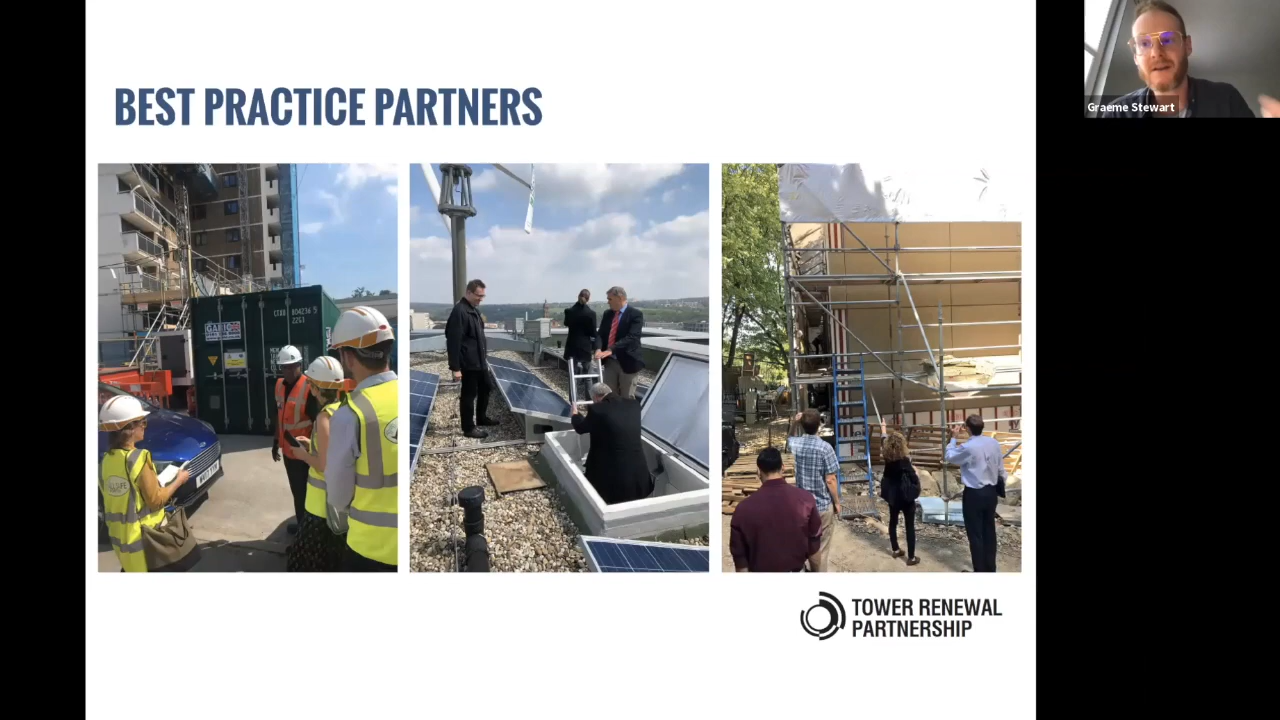 BEST PRACTICE PARTNERS
Graeme Stewart
TOWER RENEWAL
PARTNERSHIP